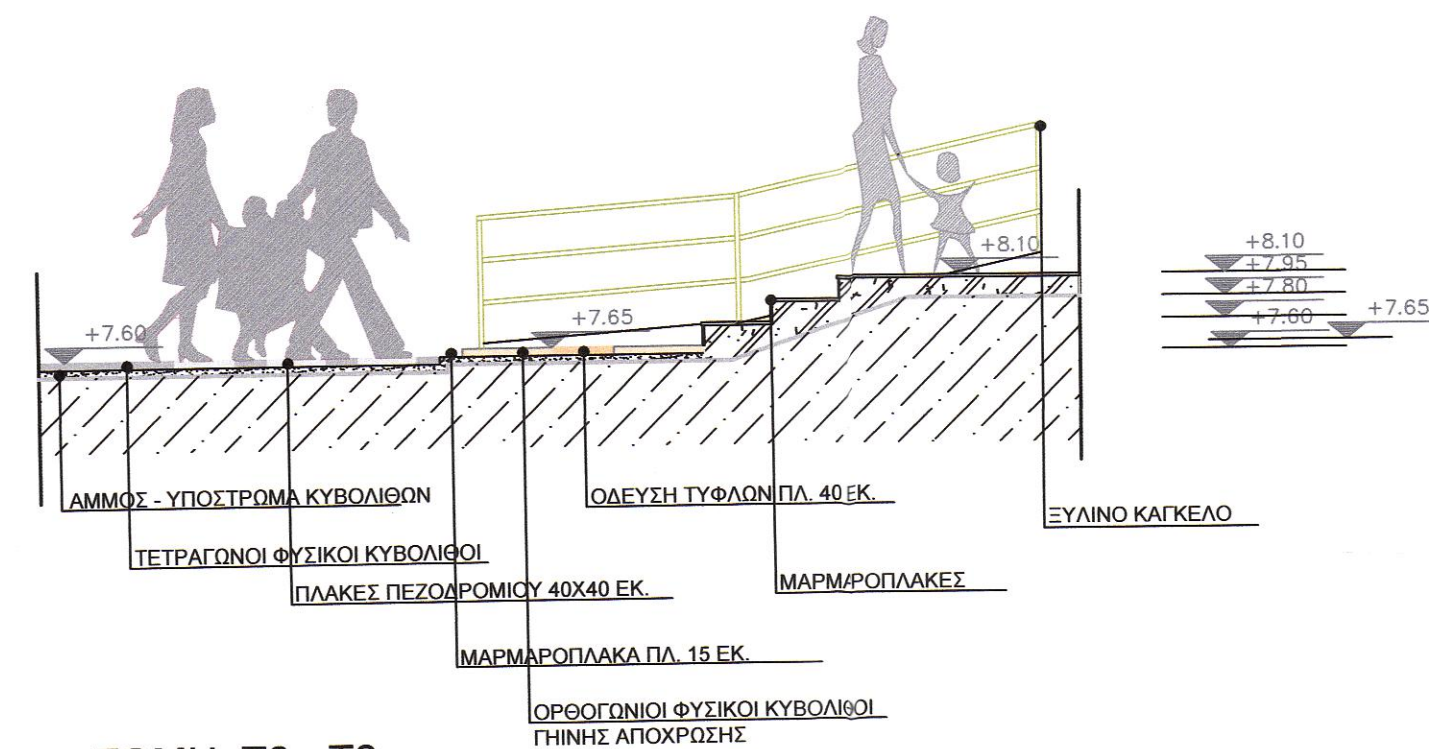 +8.10
+8.10
+7.95
+7.80
+7.60
+7.65
+7.65
+7.60
ΑΜΜΟΣ - ΥΠΟΣΤΡΩΜΑ ΚΥΒΟΛΙΘΩΝ
ΟΔΕΥΣΗ ΤΥΦΛΩΝ ΠΛ. 40 ΕΚ.
ΞΥΛΙΝΟ ΚΑΓΚΕΛΟ
ΤΕΤΡΑΓΩΝΟΙ ΦΥΣΙΚΟΙ ΚΥΒΟΛΙΘΟΙ
ΠΛΑΚΕΣ ΠΕΖΟΔΡΟΜΙΟΥ 40Χ40 ΕΚ.
ΜΑΡΜΑΡΟΠΛΑΚΕΣ
ΜΑΡΜΑΡΟΠΛΑΚΑ ΠΛ. 15 ΕΚ.
ΟΡΘΟΓΩΝΙΟΙ ΦΥΣΙΚΟΙ ΚΥΒΟΛΙΘΟΙ
ΓΗΙΝΗΣ ΑΠΟΧΡΩΣΗΣ